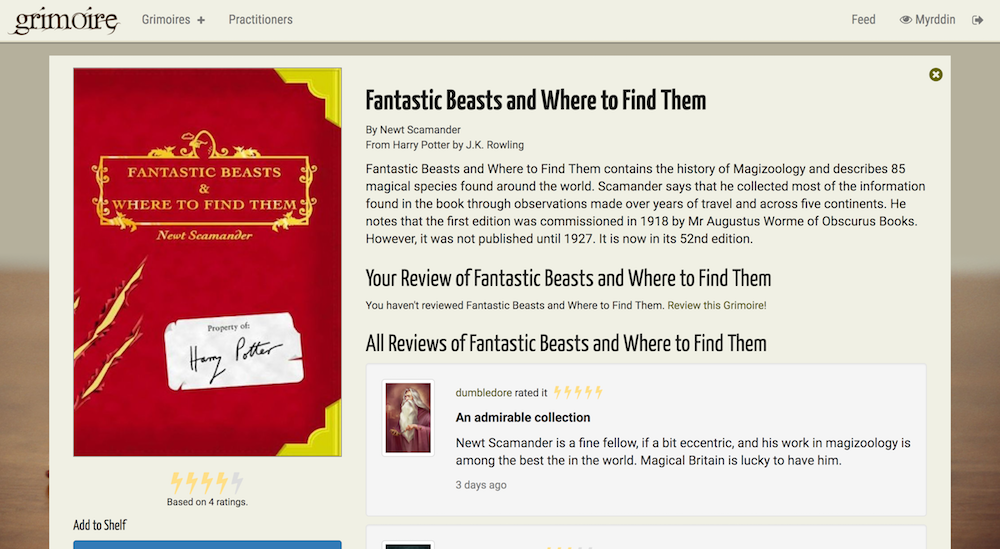 grimoire
Grimoires +
Practitioners
Feed
Myrddin
FANTASTIC BEASTS
&
WHERE TO FIND THEM
Newt Scamander
Property of:
Harry Potter
Based on 4 ratings.
Add to Shelf
Fantastic Beasts and Where to Find Them
By Newt Scamander
From Harry Potter by J.K. Rowling
Fantastic Beasts and Where to Find Them contains the history of Magizoology and describes 85
magical species found around the world. Scamander says that he collected most of the information
found in the book through observations made over years of travel and across five continents. He
notes that the first edition was commissioned in 1918 by Mr Augustus Worme of Obscurus Books.
However, it was not published until 1927. It is now in its 52nd edition.
Your Review of Fantastic Beasts and Where to Find Them
You haven't reviewed Fantastic Beasts and Where to Find Them. Review this Grimoire!
All Reviews of Fantastic Beasts and Where to Find Them
dumbledore rated it
An admirable collection
Newt Scamander is a fine fellow, if a bit eccentric, and his work in magizoology is
among the best the in the world. Magical Britain is lucky to have him.
3 days ago